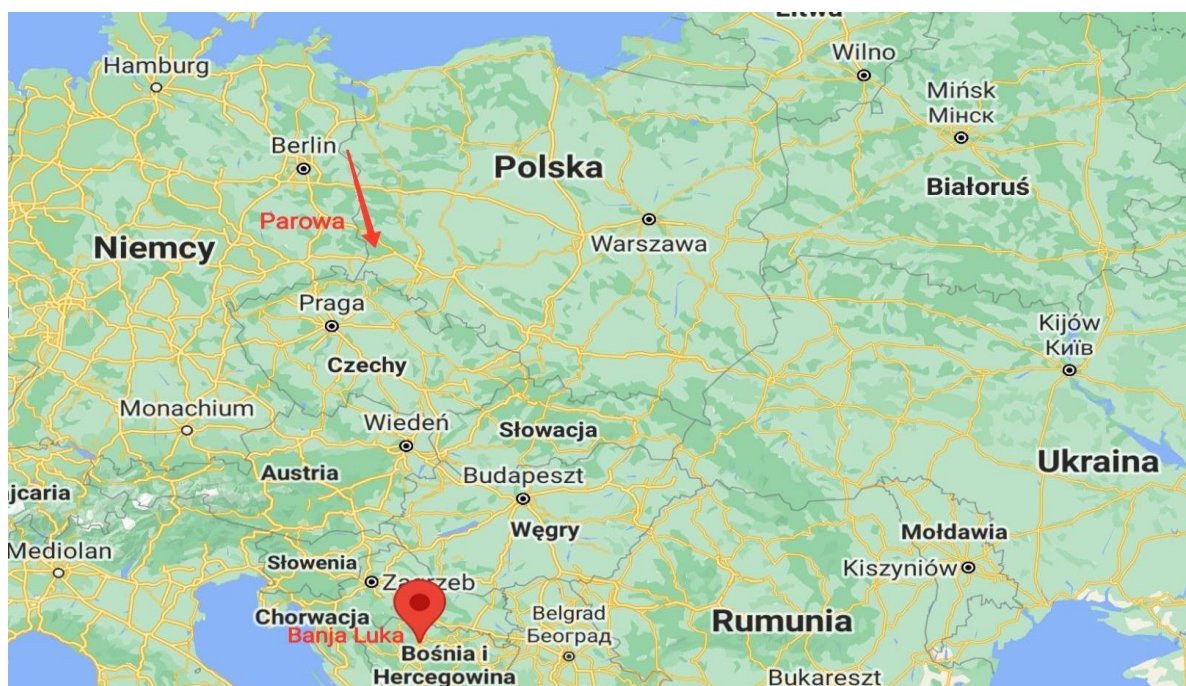 Litwa
Wilno
Hamburg
Mińsk
Мінск
Berlin
Polska
Białoruś
Parowa
Warszawa
Niemcy
Praga
Kijów
Київ
Czechy
Monachium
Wiedeń
Słowacja
Austria
Budapeszt
Ukraina
ajcaria
Węgry
Mołdawia
Mediolan
Słowenia
Kiszyniów
Zagrzeb
Chorwacja
Belgrad
Београд
Rumunia
Banja Luka
Bośnia i
Hercegowina
Bukareszt